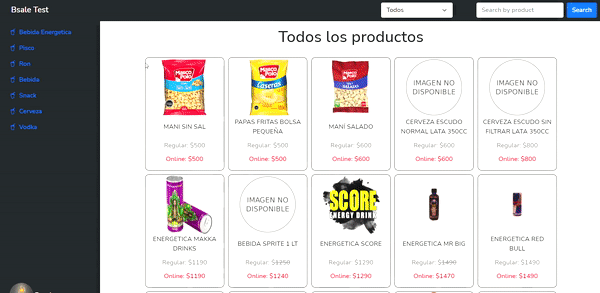 Bsale Test
Todos
Search by product
Search
Bebida Energetica
Pisco
Ron
Bebida
Snack
Cerveza
Vodka
Todos los productos
MARCO POLO
MANI SIN SAL
Regular: $500
Online: $500
MARCO POLO
Caseras
PAPAS FRITAS BOLSA
PEQUEÑA
Regular: $500
Online: $500
MARCO POLO
SALADO
MANÍ SALADO
Regular: $600
Online: $600
IMAGEN NO
DISPONIBLE
CERVEZA ESCUDO
NORMAL LATA 350CC
Regular: $600
Online: $600
IMAGEN NO
DISPONIBLE
CERVEZA ESCUDO SIN
FILTRAR LATA 350CC
Regular: $800
Online: $800
ENERGETICA MAKKA
DRINKS
Regular: $1190
Online: $1190
IMAGEN NO
DISPONIBLE
BEBIDA SPRITE 1 LT
Regular: $1250
Online: $1240
SCORE
ENERGY DRINK
ENERGETICA SCORE
Regular: $1290
Online: $1290
ENERGETICA MR BIG
Regular: $1490
Online: $1470
ENERGETICA RED
BULL
Regular: $1490
Online: $1490